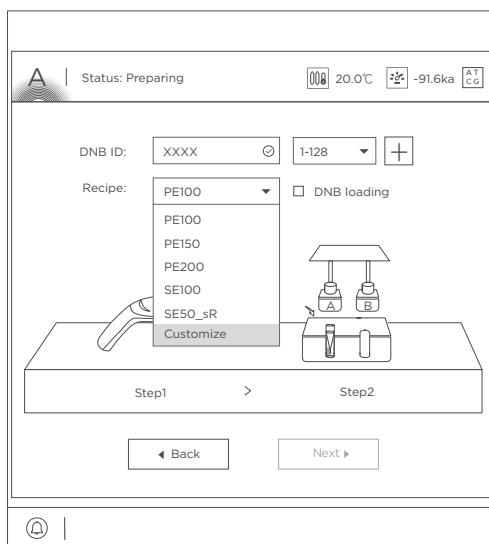 A Status: Preparing 20.0℃ -91.6ka A T C G
DNB ID: XXXX 1-128
Recipe: PE100 DNB loading
PE100
PE150
PE200
SE100
SE50_sR
Customize
A B
Step1 > Step2
Back Next